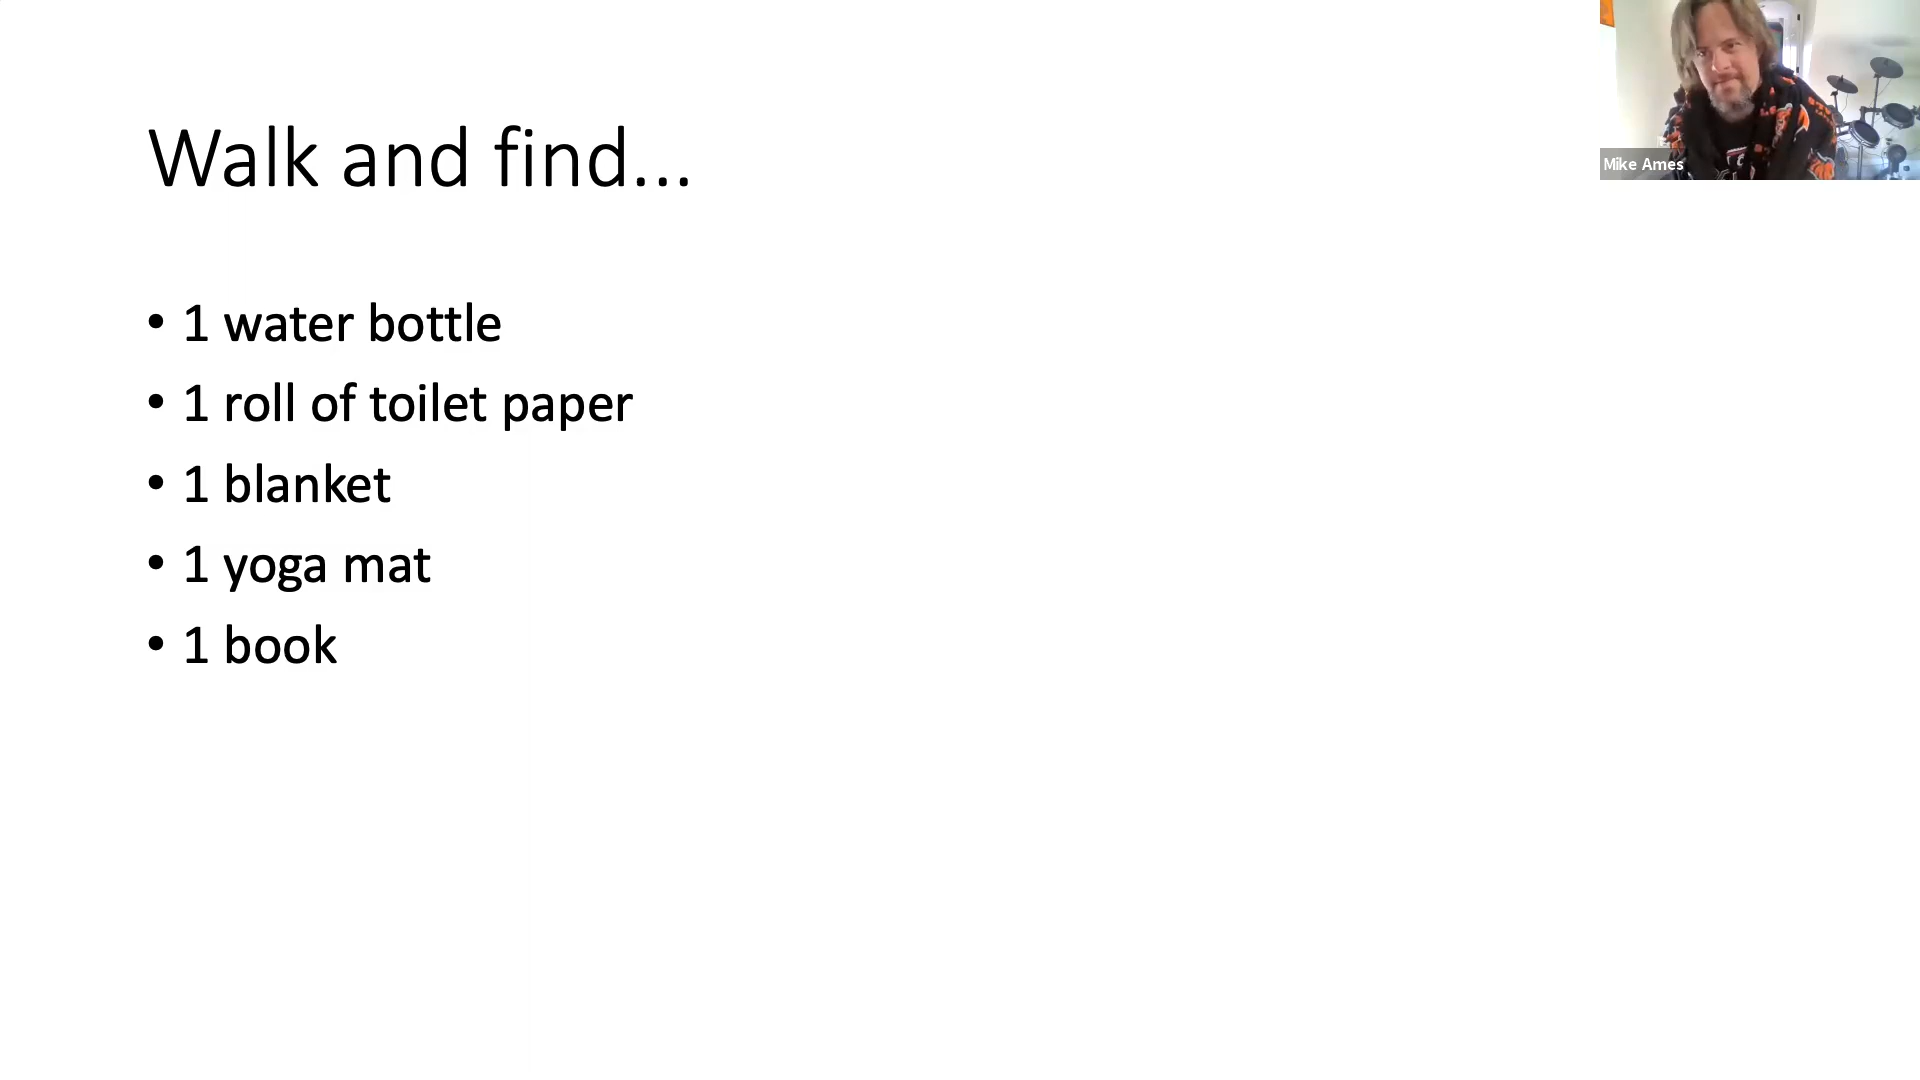 Walk and find...
• 1 water bottle
• 1 roll of toilet paper
• 1 blanket
• 1 yoga mat
• 1 book
Mike Ames